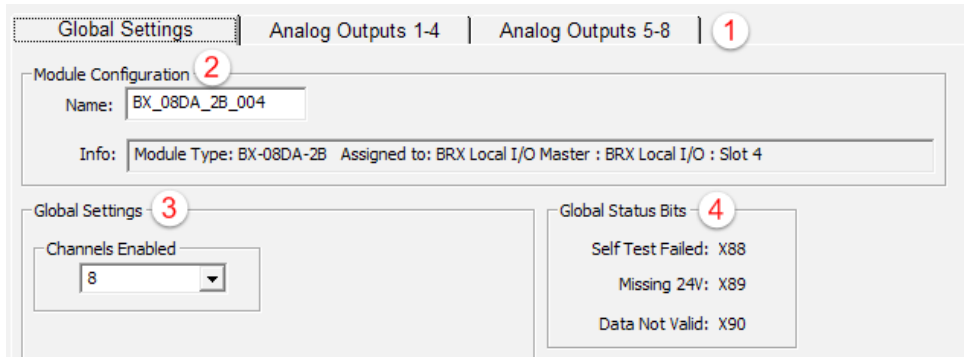 Global Settings Analog Outputs 1-4 Analog Outputs 5-8 1
Module Configuration 2
Name: BX_08DA_2B_004
Info: Module Type: BX-08DA-2B Assigned to: BRX Local I/O Master : BRX Local I/O : Slot 4
Global Settings 3
Channels Enabled
8
Global Status Bits 4
Self Test Failed: X88
Missing 24V: X89
Data Not Valid: X90